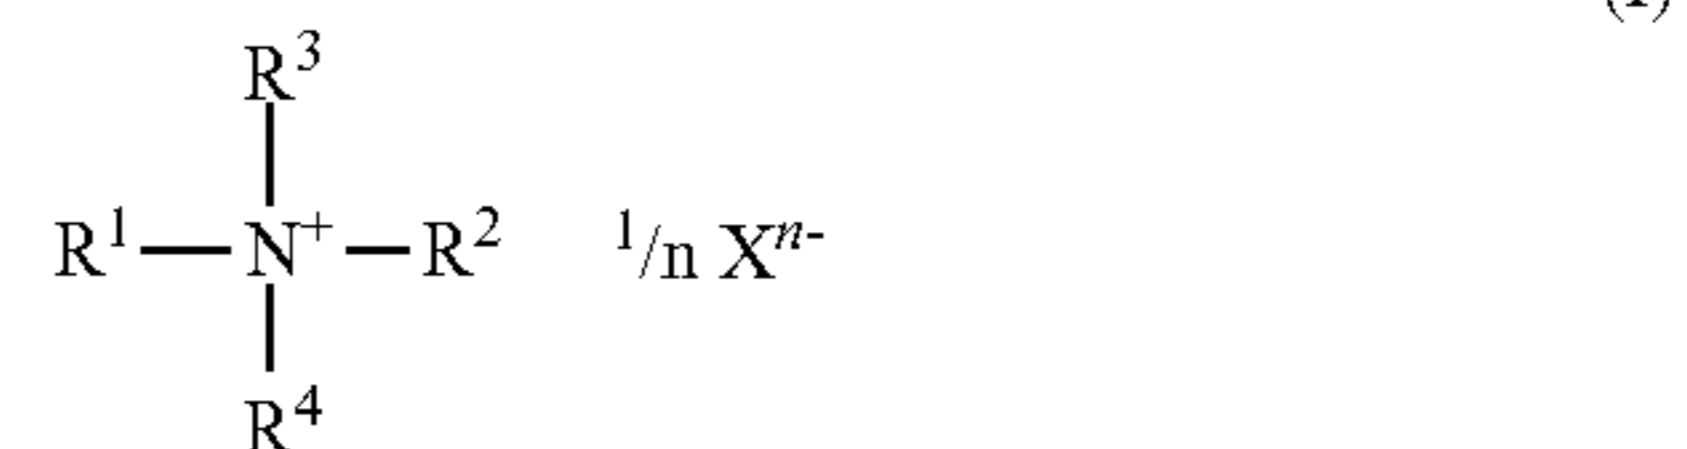 R³
R¹—N⁺—R² ¹/n Xⁿ⁻
R⁴